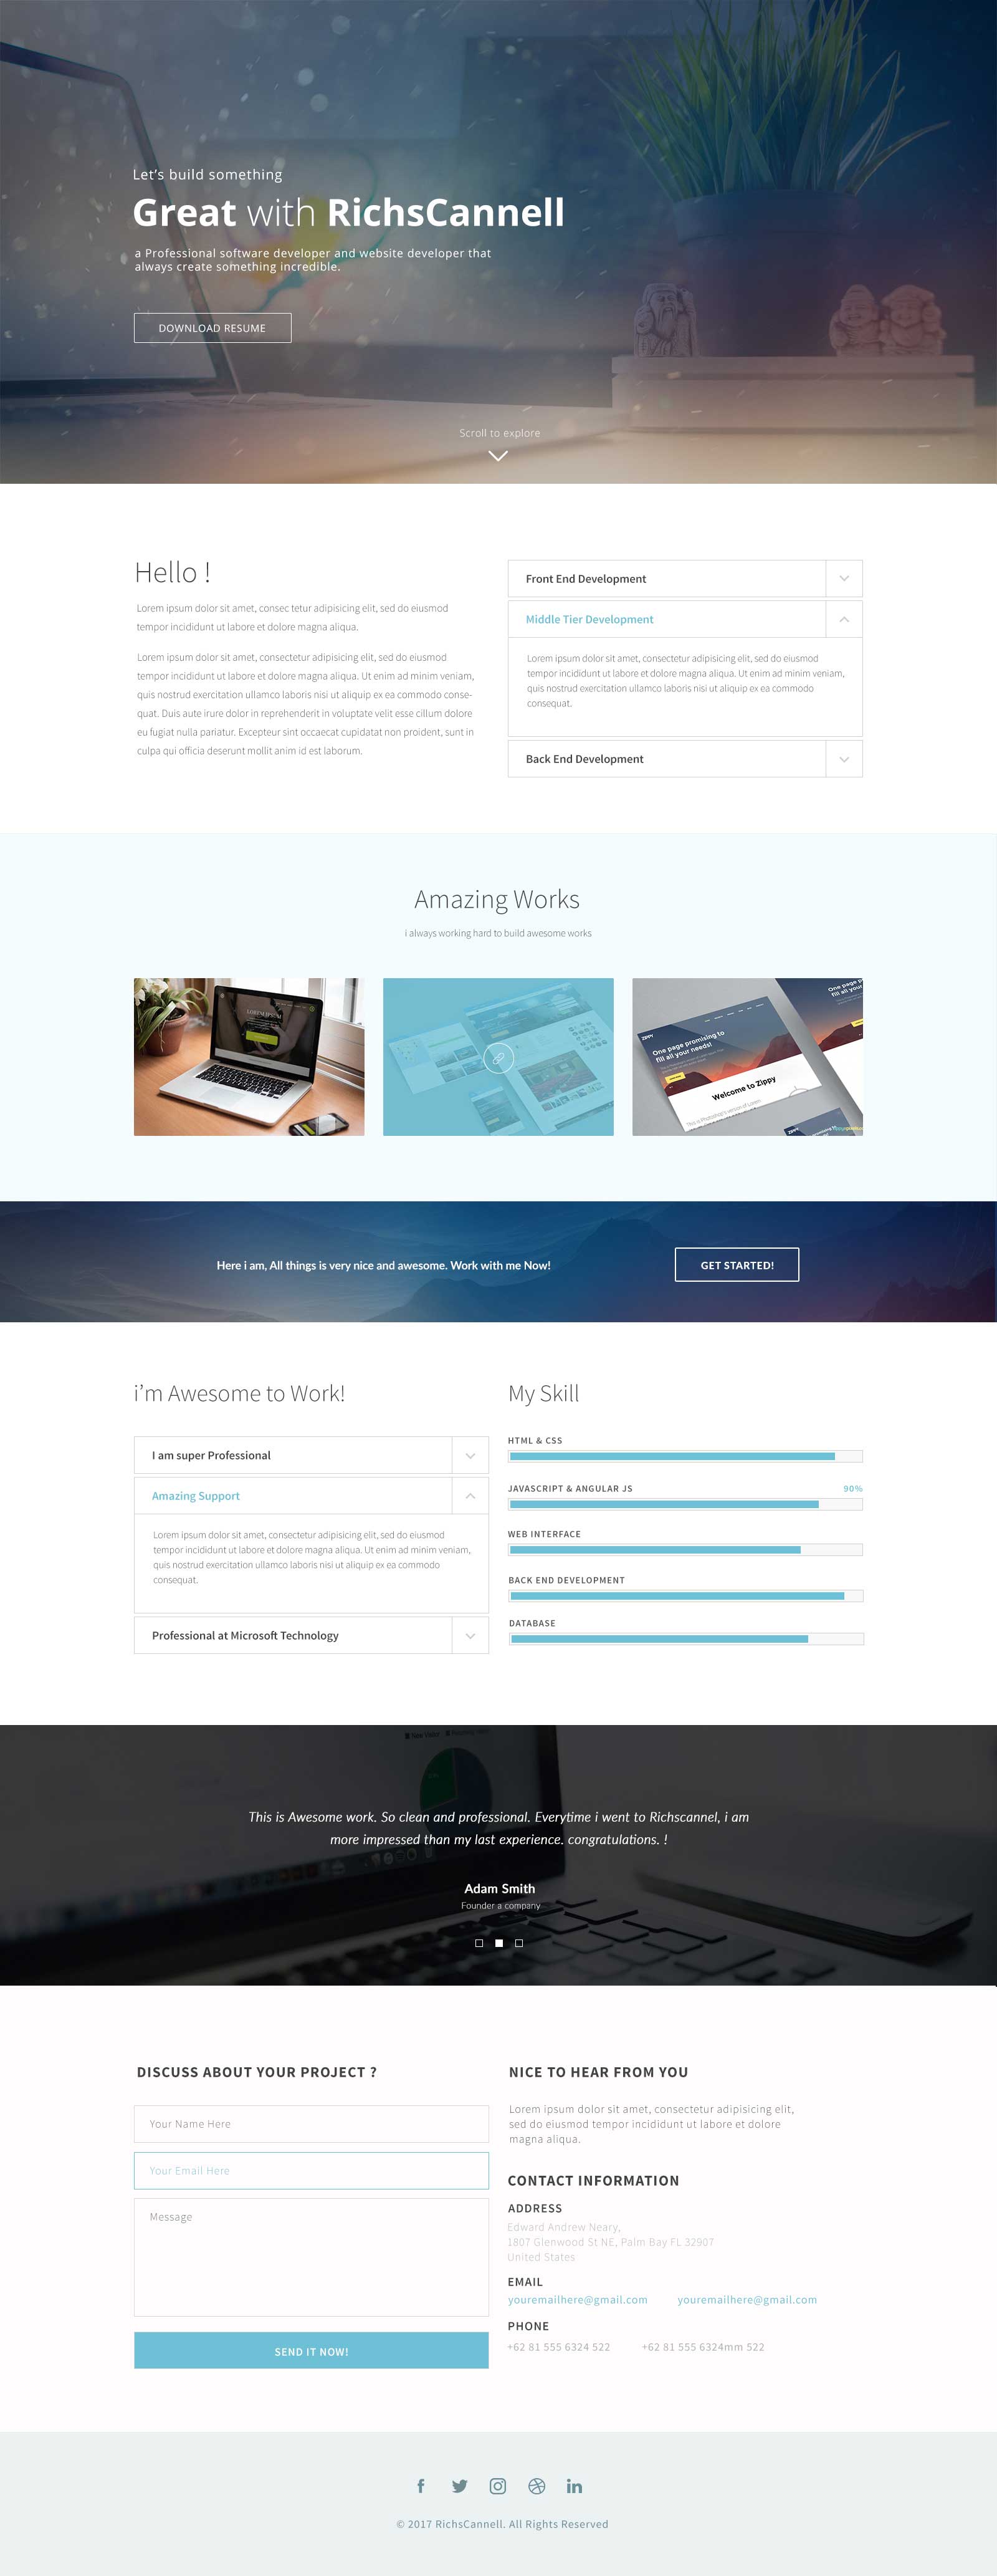 Let's build something
Great with RichsCannell
a Professional software developer and website developer that
always create something incredible.
DOWNLOAD RESUME
Scroll to explore
Hello !
Lorem ipsum dolor sit amet, consec tetur adipisicing elit, sed do eiusmod
tempor incididunt ut labore et dolore magna aliqua.
Lorem ipsum dolor sit amet, consectetur adipisicing elit, sed do eiusmod
tempor incididunt ut labore et dolore magna aliqua. Ut enim ad minim veniam,
quis nostrud exercitation ullamco laboris nisi ut aliquip ex ea commodo conse-
quat. Duis aute irure dolor in reprehenderit in voluptate velit esse cillum dolore
eu fugiat nulla pariatur. Excepteur sint occaecat cupidatat non proident, sunt in
culpa qui officia deserunt mollit anim id est laborum.
Front End Development
Middle Tier Development
Lorem ipsum dolor sit amet, consectetur adipisicing elit, sed do eiusmod
tempor incididunt ut labore et dolore magna aliqua. Ut enim ad minim veniam,
quis nostrud exercitation ullamco laboris nisi ut aliquip ex ea commodo
consequat.
Back End Development
Amazing Works
i always working hard to build awesome works
LOREM IPSUM
ZIPPY
One page promising to
fill all your needs!
Welcome to Zippy
One page p
fill all your
ZIPPY
Here i am, All things is very nice and awesome. Work with me Now!
GET STARTED!
i'm Awesome to Work!
I am super Professional
Amazing Support
Lorem ipsum dolor sit amet, consectetur adipisicing elit, sed do eiusmod
tempor incididunt ut labore et dolore magna aliqua. Ut enim ad minim veniam,
quis nostrud exercitation ullamco laboris nisi ut aliquip ex ea commodo
consequat.
Professional at Microsoft Technology
My Skill
HTML & CSS
JAVASCRIPT & ANGULAR JS 90%
WEB INTERFACE
BACK END DEVELOPMENT
DATABASE
This is Awesome work. So clean and professional. Everytime i went to Richscannel, i am
more impressed than my last experience. congratulations. !
Adam Smith
Founder a company
DISCUSS ABOUT YOUR PROJECT ?
Your Name Here
Your Email Here
Message
SEND IT NOW!
NICE TO HEAR FROM YOU
Lorem ipsum dolor sit amet, consectetur adipisicing elit,
sed do eiusmod tempor incididunt ut labore et dolore
magna aliqua.
CONTACT INFORMATION
ADDRESS
Edward Andrew Neary,
1807 Glenwood St NE, Palm Bay FL 32907
United States
EMAIL
youremailhere@gmail.com youremailhere@gmail.com
PHONE
+62 81 555 6324 522 +62 81 555 6324mm 522
© 2017 RichsCannell. All Rights Reserved